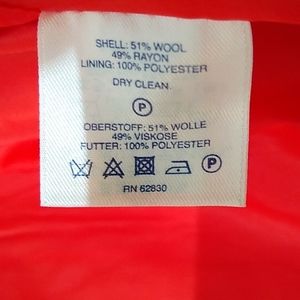 SHELL: 51% WOOL
49% RAYON
LINING: 100% POLYESTER
DRY CLEAN.
P
OBERSTOFF: 51% WOLLE
49% VISKOSE
FUTTER: 100% POLYESTER
P
RN 62830